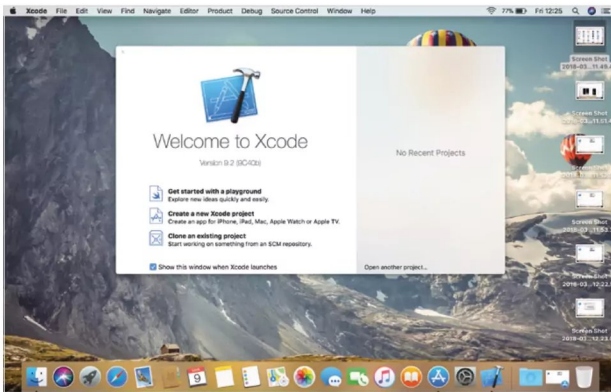 Xcode File Edit View Find Navigate Editor Product Debug Source Control Window Help 77% Fri 12:25
Welcome to Xcode
Version 9.2 (9C40b)
Get started with a playground
Explore new ideas quickly and easily.
Create a new Xcode project
Create an app for iPhone, iPad, Mac, Apple Watch or Apple TV.
Clone an existing project
Start working on something from an SCM repository.
Show this window when Xcode launches
No Recent Projects
Open another project...
Screen Shot
Screen Shot
Screen Shot
Screen Shot
Screen Shot
9